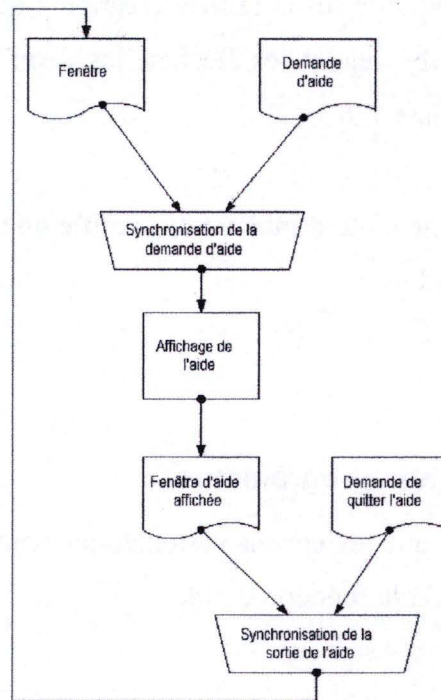 Fenêtre
Demande
d'aide
Synchronisation de la
demande d'aide
Affichage de
l'aide
Fenêtre d'aide
affichée
Demande de
quitter l'aide
Synchronisation de la
sortie de l'aide